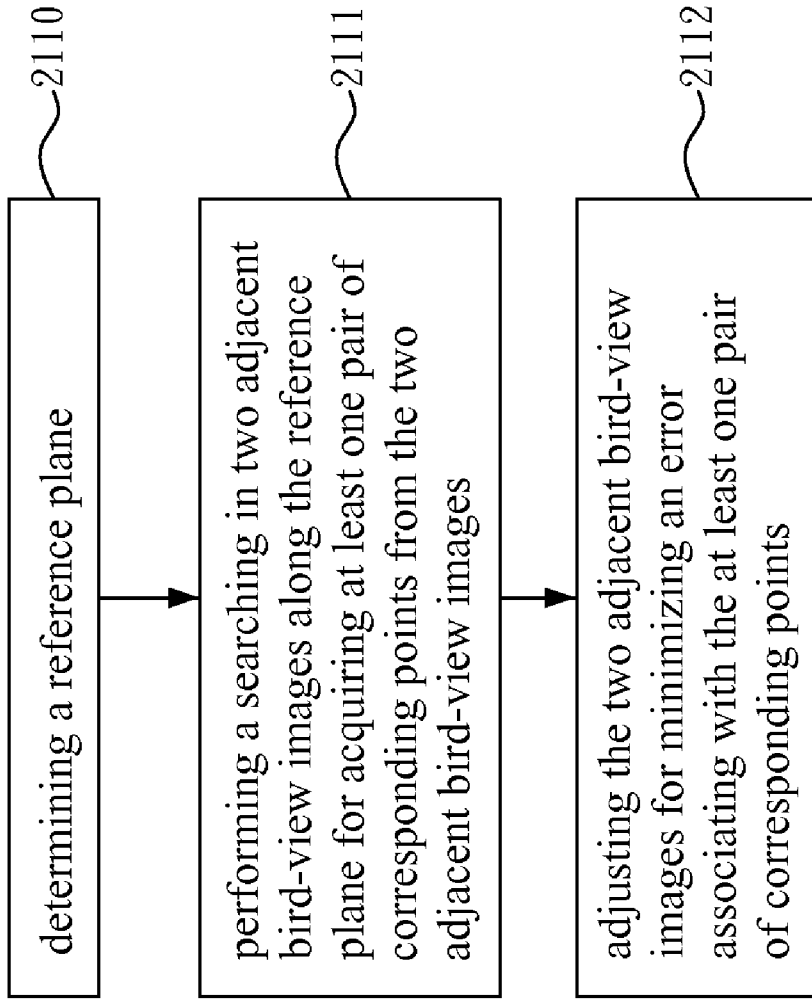 determining a reference plane
2110
performing a searching in two adjacent
bird-view images along the reference
plane for acquiring at least one pair of
corresponding points from the two
adjacent bird-view images
2111
adjusting the two adjacent bird-view
images for minimizing an error
associating with the at least one pair
of corresponding points
2112